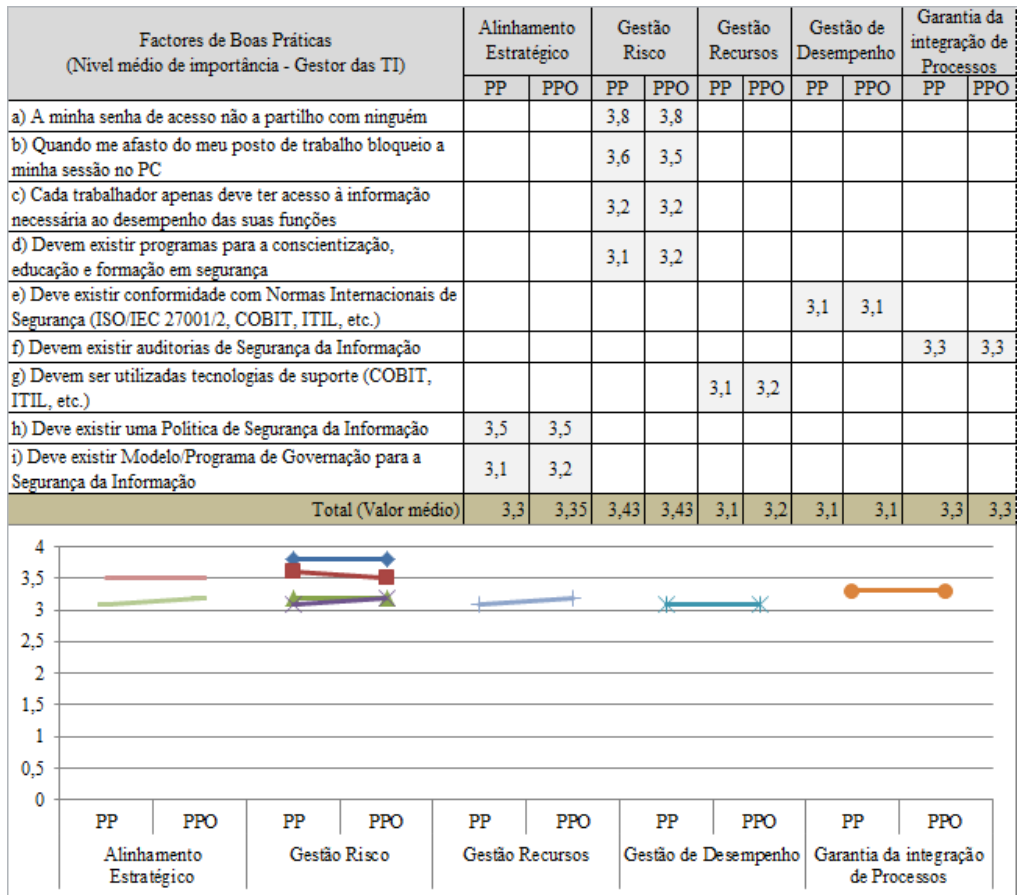 Factores de Boas Práticas
(Nível médio de importância - Gestor das TI)
Alinhamento
Estratégico
Gestão
Risco
Gestão
Recursos
Gestão de
Desempenho
Garantia da
integração de
Processos
PP PPO PP PPO PP PPO PP PPO PP PPO
a) A minha senha de acesso não a partilho com ninguém 3,8 3,8
b) Quando me afasto do meu posto de trabalho bloqueio a
minha sessão no PC 3,6 3,5
c) Cada trabalhador apenas deve ter acesso à informação
necessária ao desempenho das suas funções 3,2 3,2
d) Devem existir programas para a conscientização,
educação e formação em segurança 3,1 3,2
e) Deve existir conformidade com Normas Internacionais de
Segurança (ISO/IEC 27001/2, COBIT, ITIL, etc.) 3,1 3,1
f) Devem existir auditorias de Segurança da Informação 3,3 3,3
g) Devem ser utilizadas tecnologias de suporte (COBIT,
ITIL, etc.) 3,1 3,2
h) Deve existir uma Política de Segurança da Informação 3,5 3,5
i) Deve existir Modelo/Programa de Governação para a
Segurança da Informação 3,1 3,2
Total (Valor médio) 3,3 3,35 3,43 3,43 3,1 3,2 3,1 3,1 3,3 3,3
4
3,5
3
2,5
2
1,5
1
0,5
0
PP PPO PP PPO PP PPO PP PPO PP PPO
Alinhamento
Estratégico
Gestão Risco
Gestão Recursos
Gestão de Desempenho
Garantia da integração
de Processos